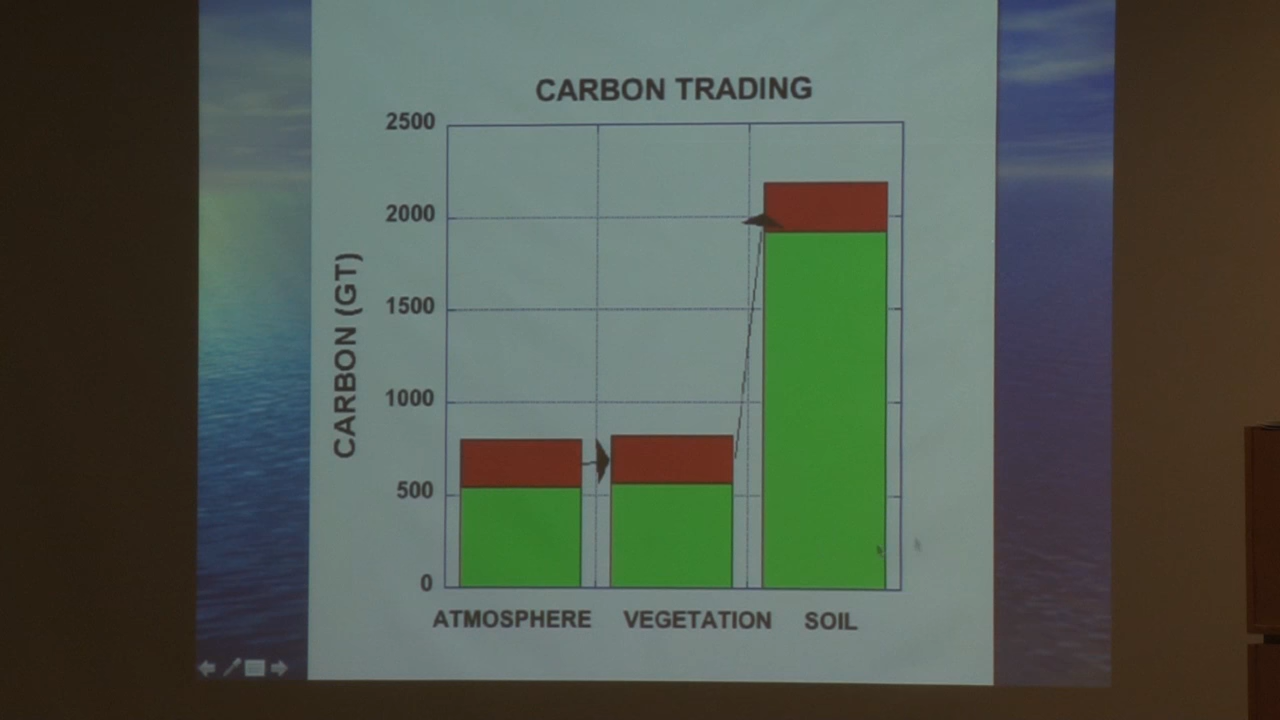 CARBON TRADING
2500
2000
1500
1000
500
0
CARBON (GT)
ATMOSPHERE VEGETATION SOIL